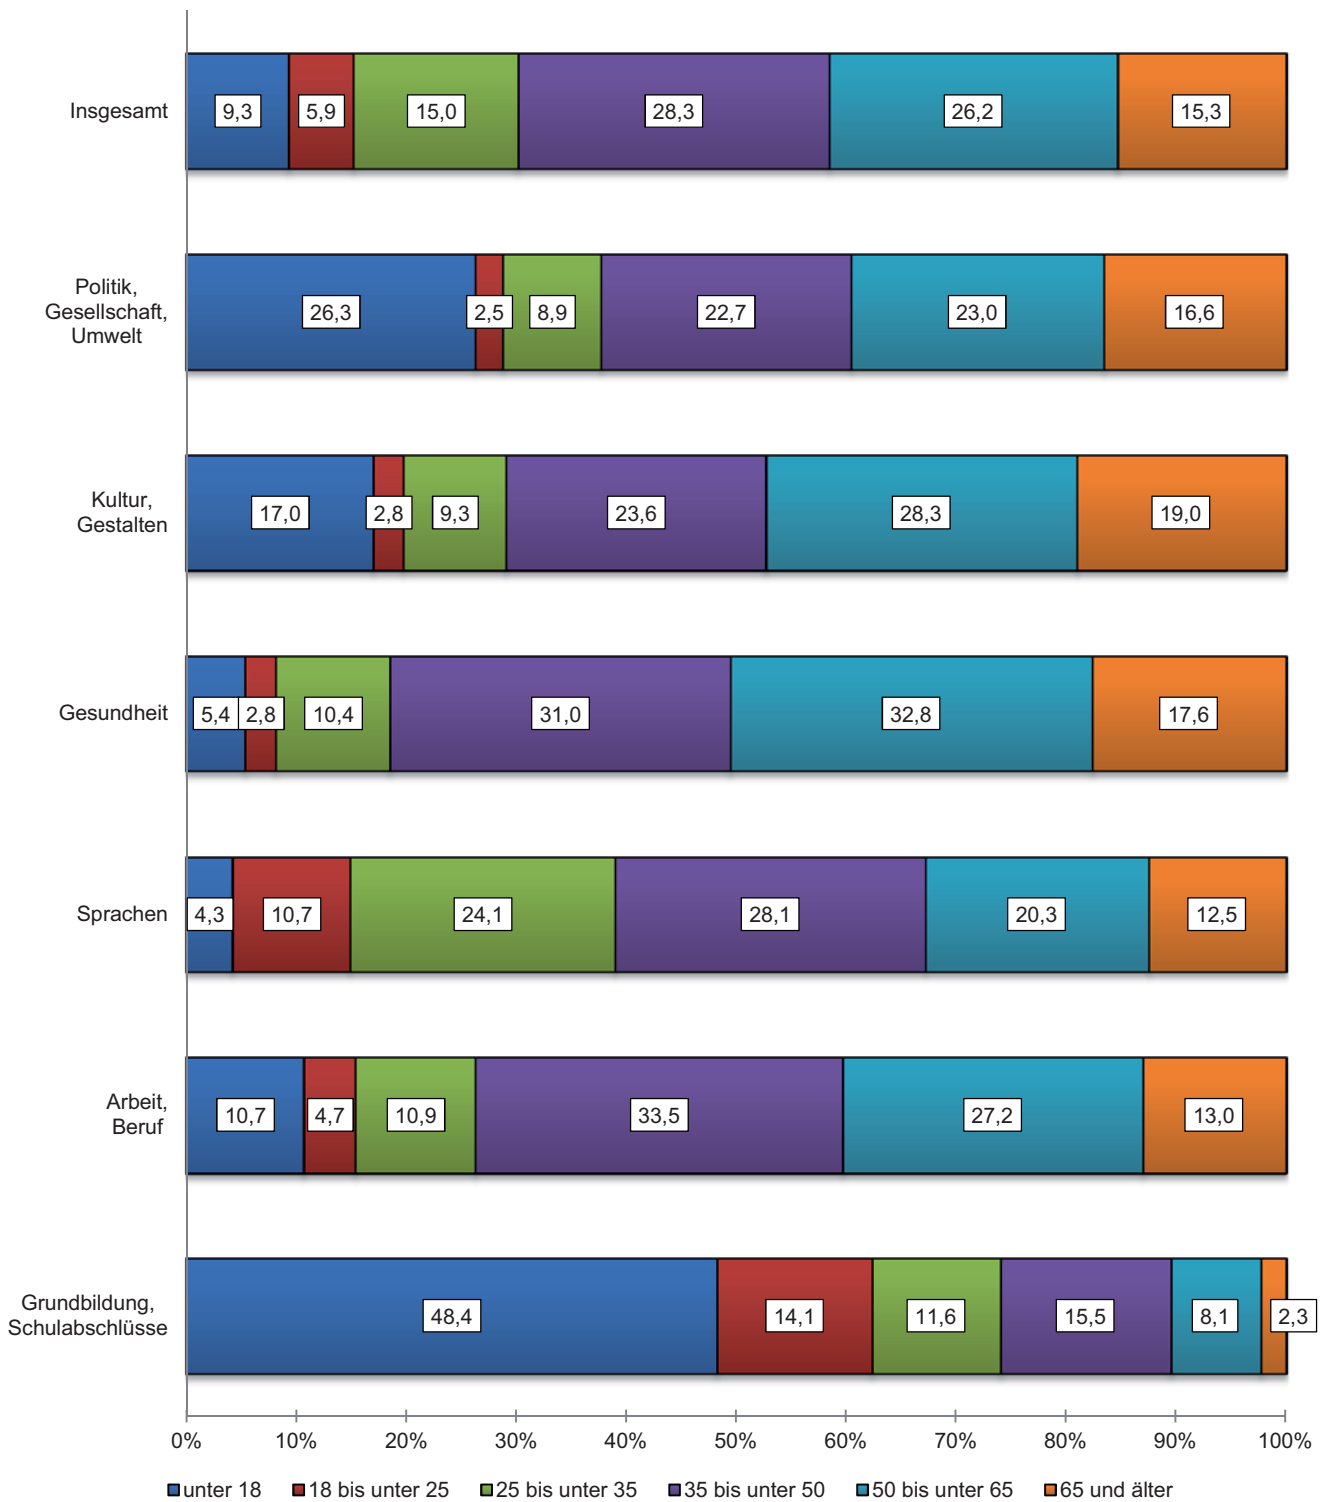 Insgesamt
9,3 5,9 15,0 28,3 26,2 15,3
Politik,
Gesellschaft,
Umwelt
26,3 2,5 8,9 22,7 23,0 16,6
Kultur,
Gestalten
17,0 2,8 9,3 23,6 28,3 19,0
Gesundheit
5,4 2,8 10,4 31,0 32,8 17,6
Sprachen
4,3 10,7 24,1 28,1 20,3 12,5
Arbeit,
Beruf
10,7 4,7 10,9 33,5 27,2 13,0
Grundbildung,
Schulabschlüsse
48,4 14,1 11,6 15,5 8,1 2,3
0% 10% 20% 30% 40% 50% 60% 70% 80% 90% 100%
unter 18 18 bis unter 25 25 bis unter 35 35 bis unter 50 50 bis unter 65 65 und älter